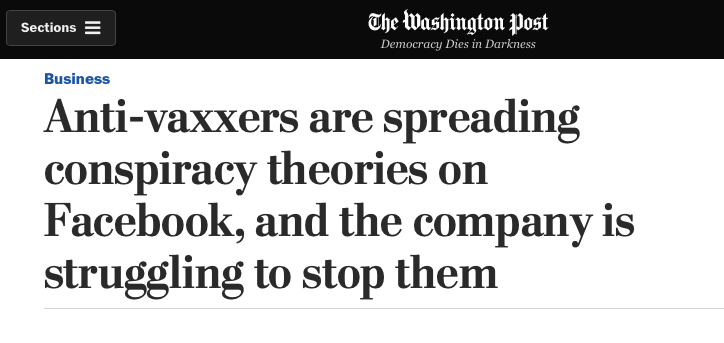 Sections
The Washington Post
Democracy Dies in Darkness
Business
Anti-vaxxers are spreading
conspiracy theories on
Facebook, and the company is
struggling to stop them